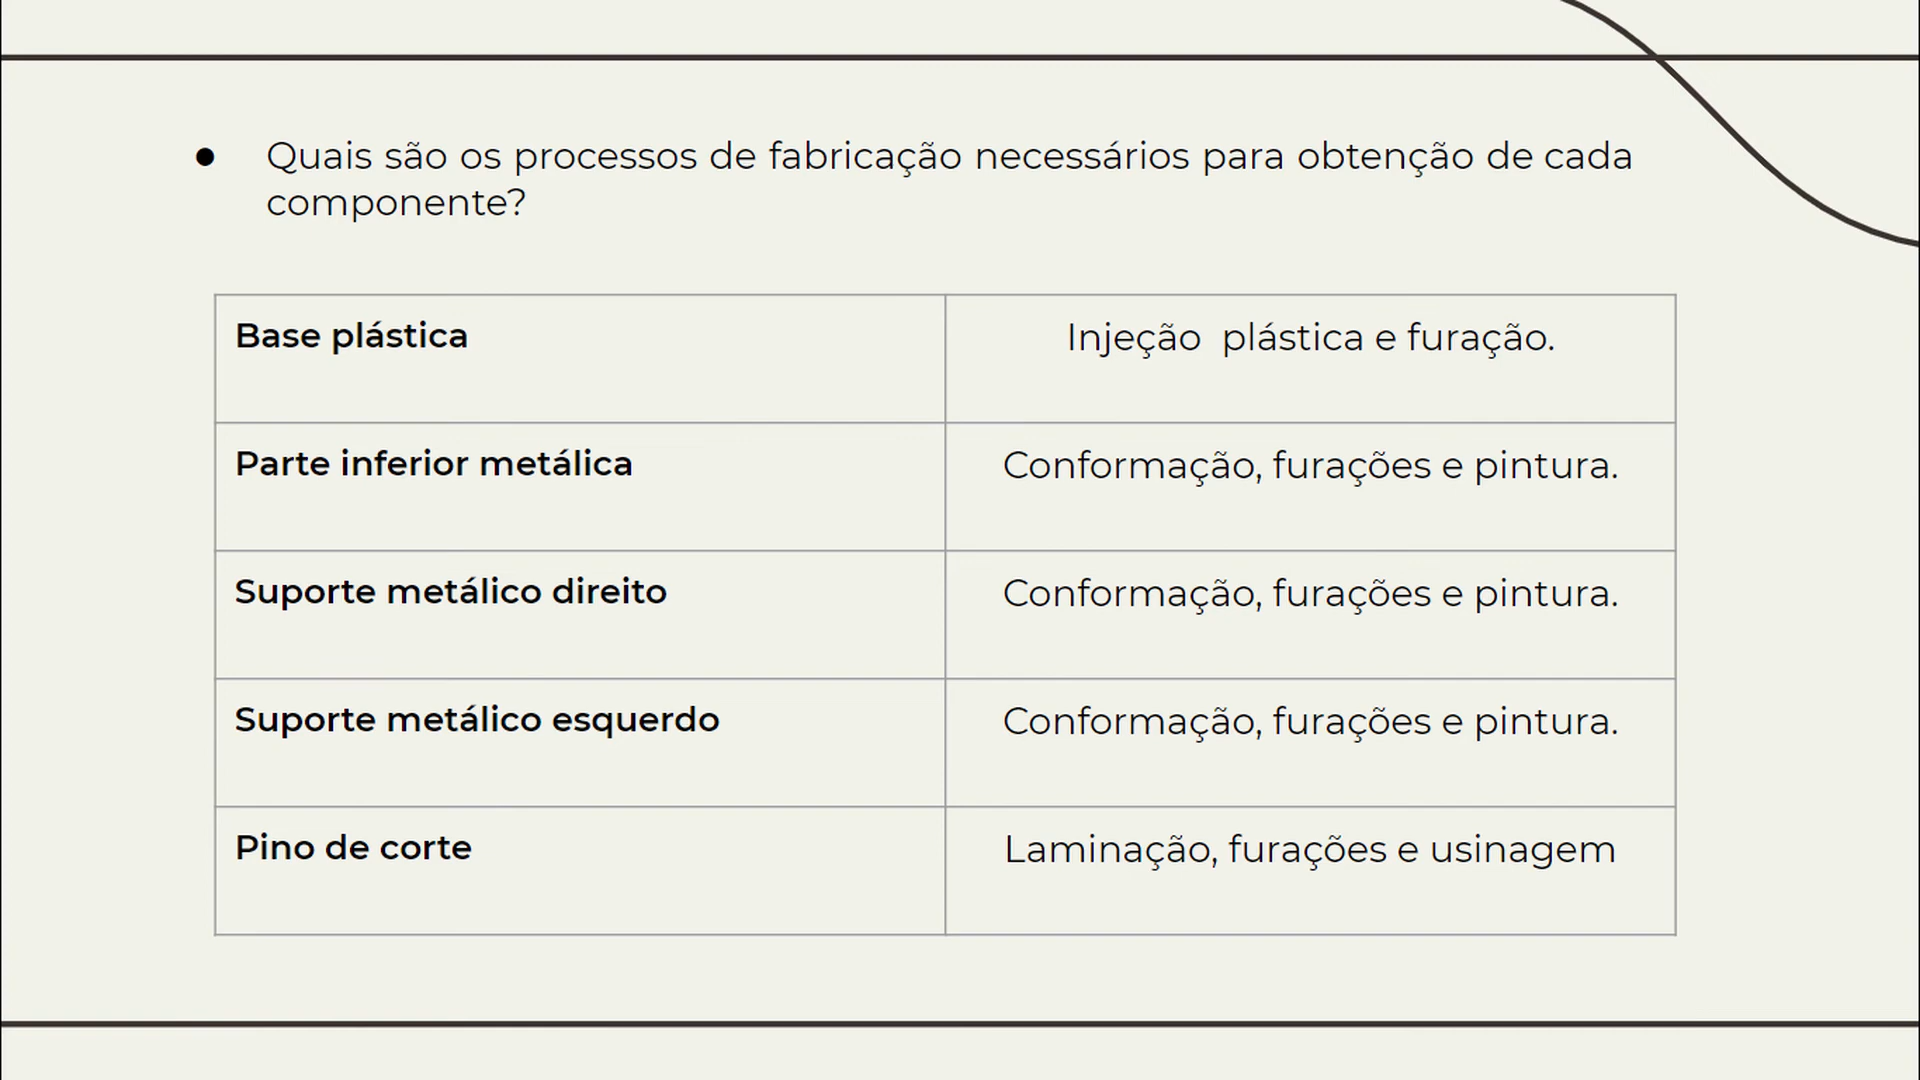 ● Quais são os processos de fabricação necessários para obtenção de cada
componente?
Base plástica
Injeção  plástica e furação.
Parte inferior metálica
Conformação, furações e pintura.
Suporte metálico direito
Conformação, furações e pintura.
Suporte metálico esquerdo
Conformação, furações e pintura.
Pino de corte
Laminação, furações e usinagem